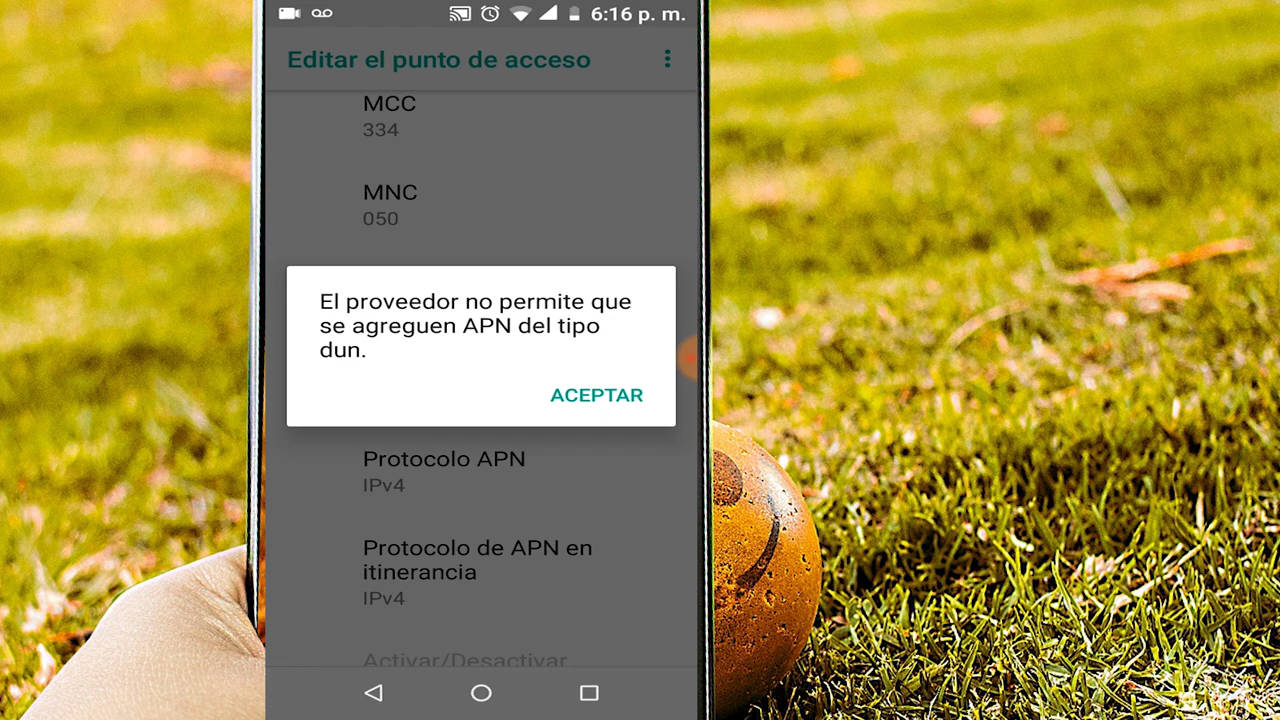 6:16 p. m.
Editar el punto de acceso
MCC
334
MNC
050
El proveedor no permite que
se agreguen APN del tipo
dun.
ACEPTAR
Protocolo APN
IPv4
Protocolo de APN en
itinerancia
IPv4
Activar/Desactivar